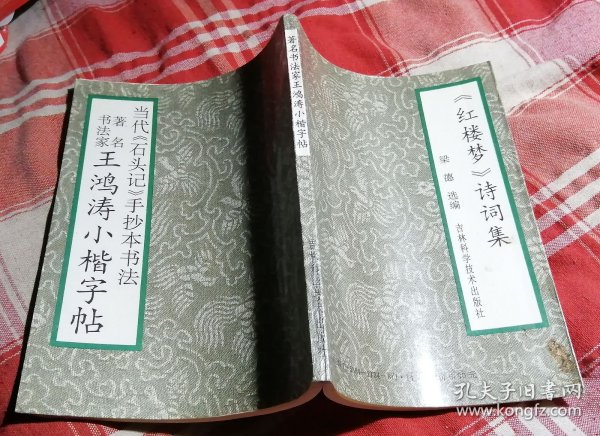 当代《石头记》手抄本书法
著名
书法家
王鸿涛小楷字帖
著名书法家王鸿涛小楷字帖
《红楼梦》诗词集
梁德 选编
吉林科学技术出版社
孔夫子旧书网
www.kongfz.com